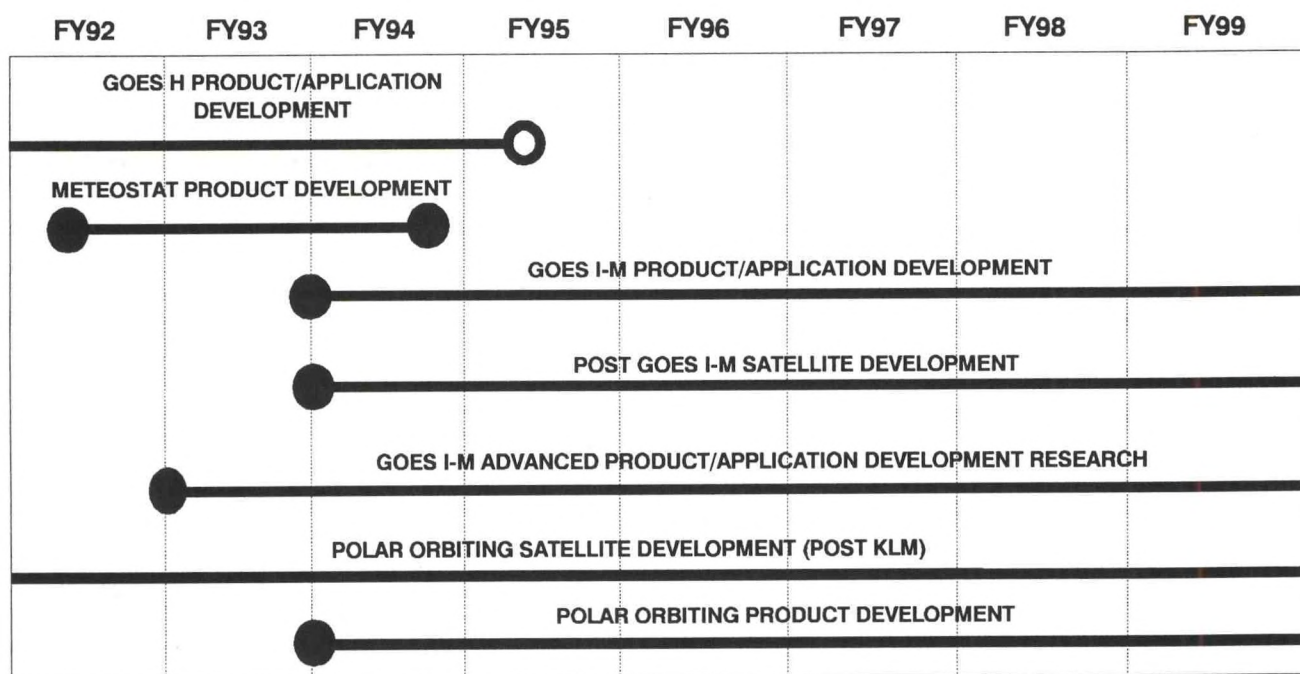 FY92 FY93 FY94 FY95 FY96 FY97 FY98 FY99
GOES H PRODUCT/APPLICATION
DEVELOPMENT
METEOSTAT PRODUCT DEVELOPMENT
GOES I-M PRODUCT/APPLICATION DEVELOPMENT
POST GOES I-M SATELLITE DEVELOPMENT
GOES I-M ADVANCED PRODUCT/APPLICATION DEVELOPMENT RESEARCH
POLAR ORBITING SATELLITE DEVELOPMENT (POST KLM)
POLAR ORBITING PRODUCT DEVELOPMENT